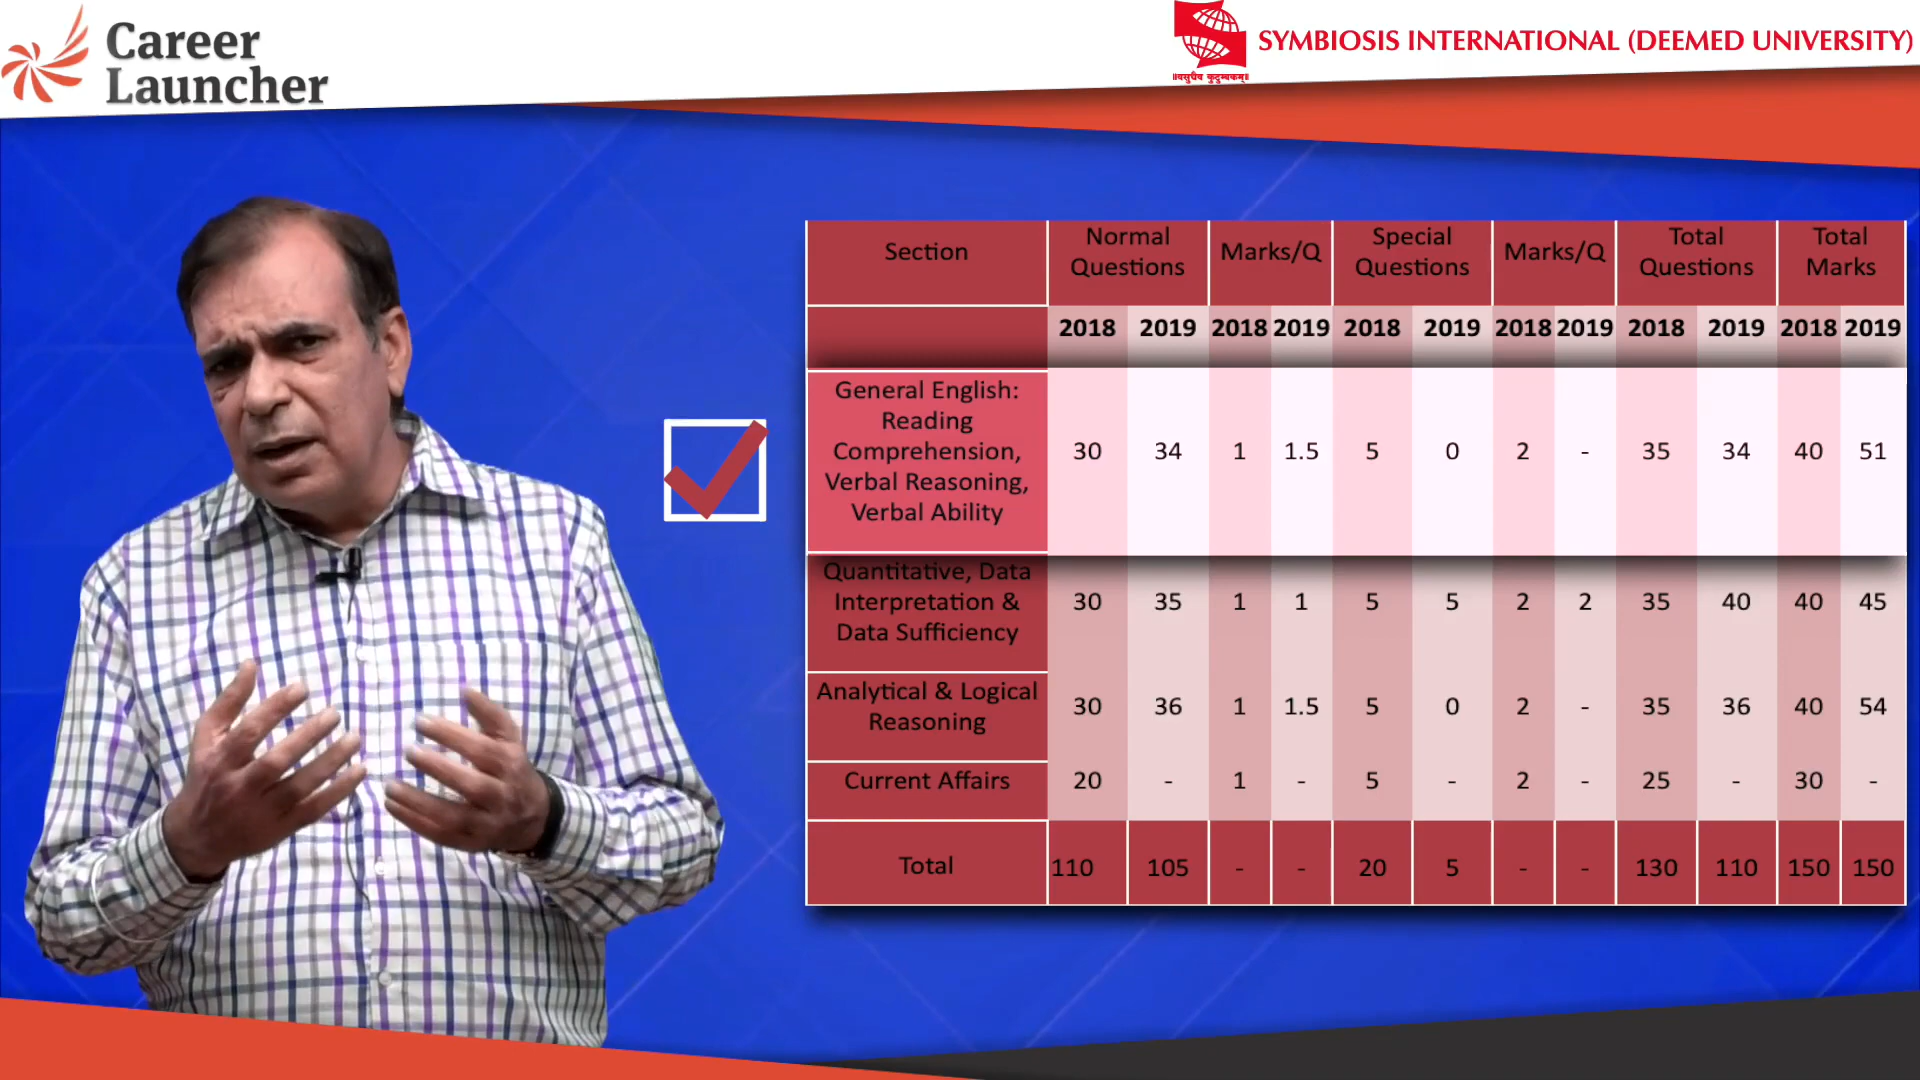 Career
Launcher
॥वसुधैव कुटुम्बकम्॥
SYMBIOSIS INTERNATIONAL (DEEMED UNIVERSITY)
Section Normal Questions Marks/Q Special Questions Marks/Q Total Questions Total Marks
2018 2019 2018 2019 2018 2019 2018 2019 2018 2019 2018 2019
General English:
Reading
Comprehension,
Verbal Reasoning,
Verbal Ability
30 34 1 1.5 5 0 2 - 35 34 40 51
Quantitative, Data
Interpretation &
Data Sufficiency
30 35 1 1 5 5 2 2 35 40 40 45
Analytical & Logical
Reasoning
30 36 1 1.5 5 0 2 - 35 36 40 54
Current Affairs 20 - 1 - 5 - 2 - 25 - 30 -
Total 110 105 - - 20 5 - - 130 110 150 150